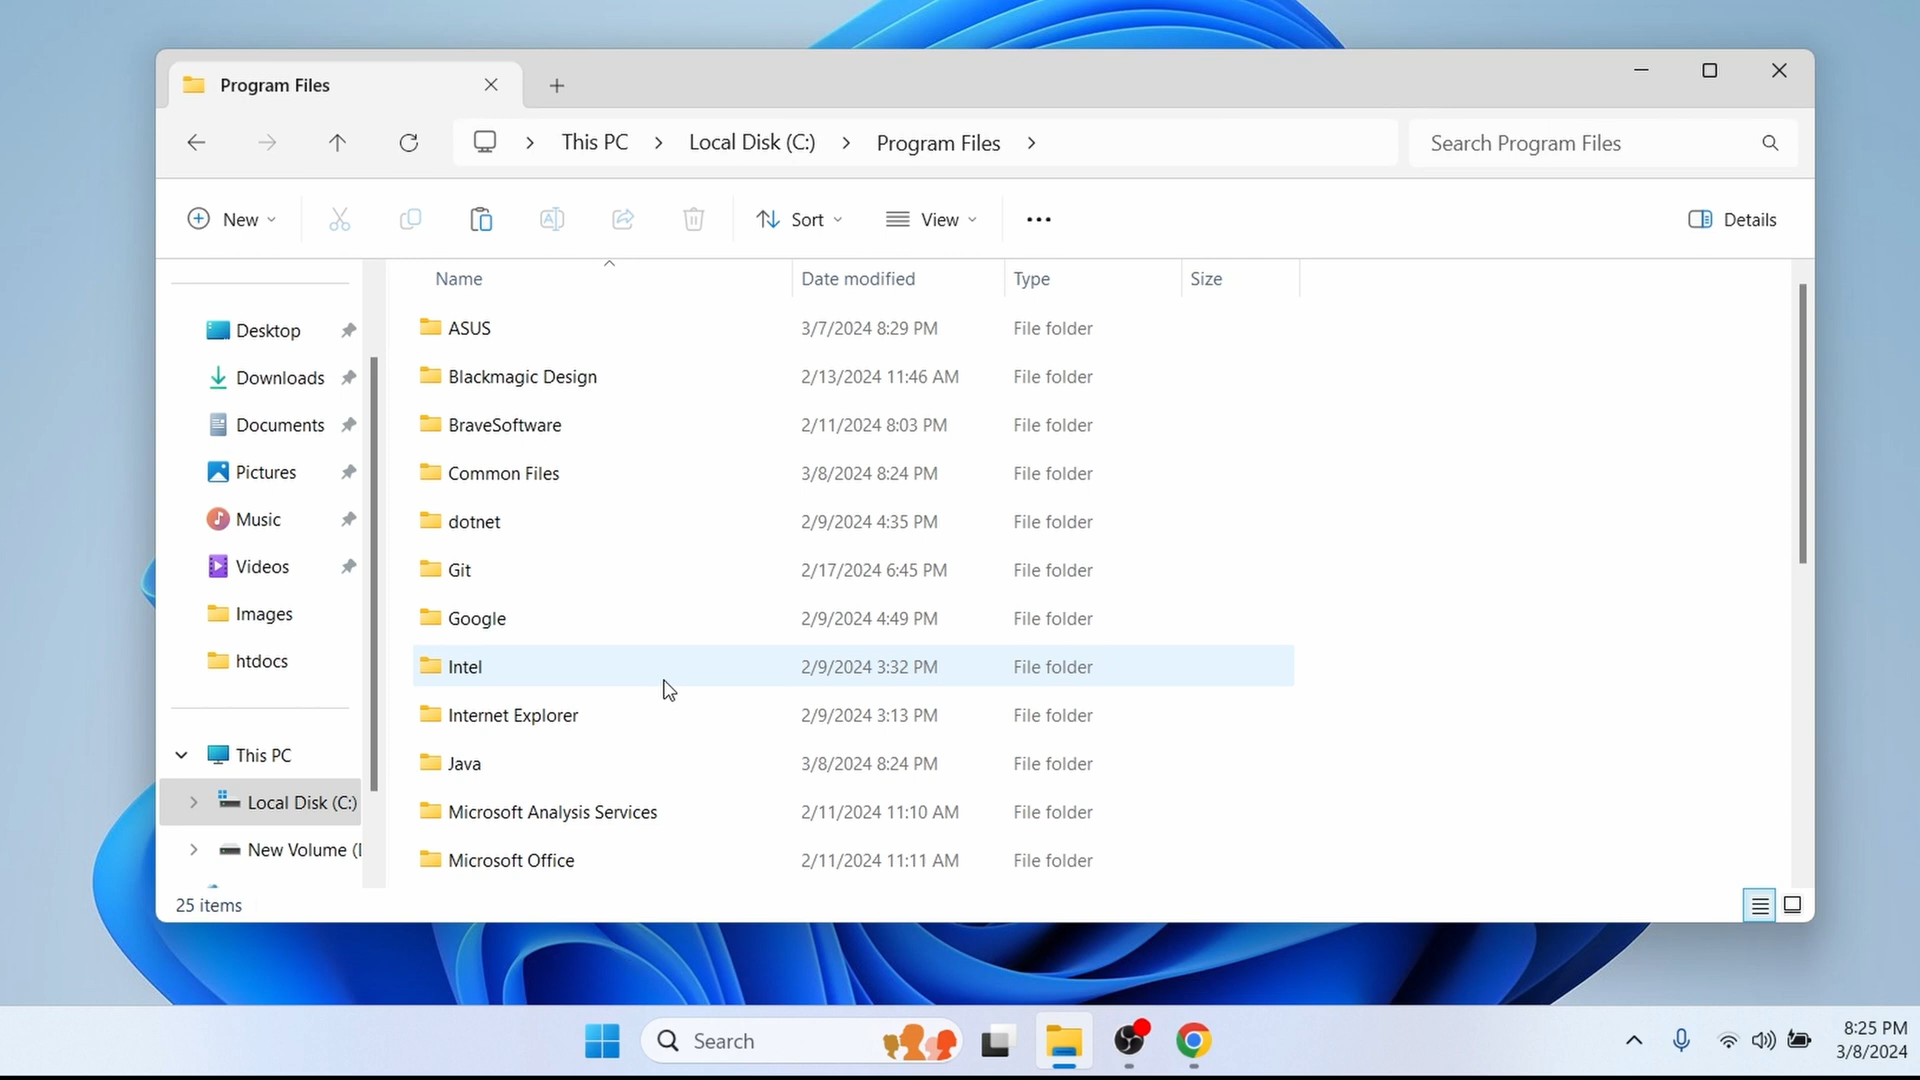 Program Files
This PC
Local Disk (C:)
Program Files
Search Program Files
New
Sort
View
Details
Name
Date modified
Type
Size
Desktop
Downloads
Documents
Pictures
Music
Videos
Images
htdocs
This PC
Local Disk (C:)
New Volume (
ASUS 3/7/2024 8:29 PM File folder
Blackmagic Design 2/13/2024 11:46 AM File folder
BraveSoftware 2/11/2024 8:03 PM File folder
Common Files 3/8/2024 8:24 PM File folder
dotnet 2/9/2024 4:35 PM File folder
Git 2/17/2024 6:45 PM File folder
Google 2/9/2024 4:49 PM File folder
Intel 2/9/2024 3:32 PM File folder
Internet Explorer 2/9/2024 3:13 PM File folder
Java 3/8/2024 8:24 PM File folder
Microsoft Analysis Services 2/11/2024 11:10 AM File folder
Microsoft Office 2/11/2024 11:11 AM File folder
25 items
Search
8:25 PM
3/8/2024